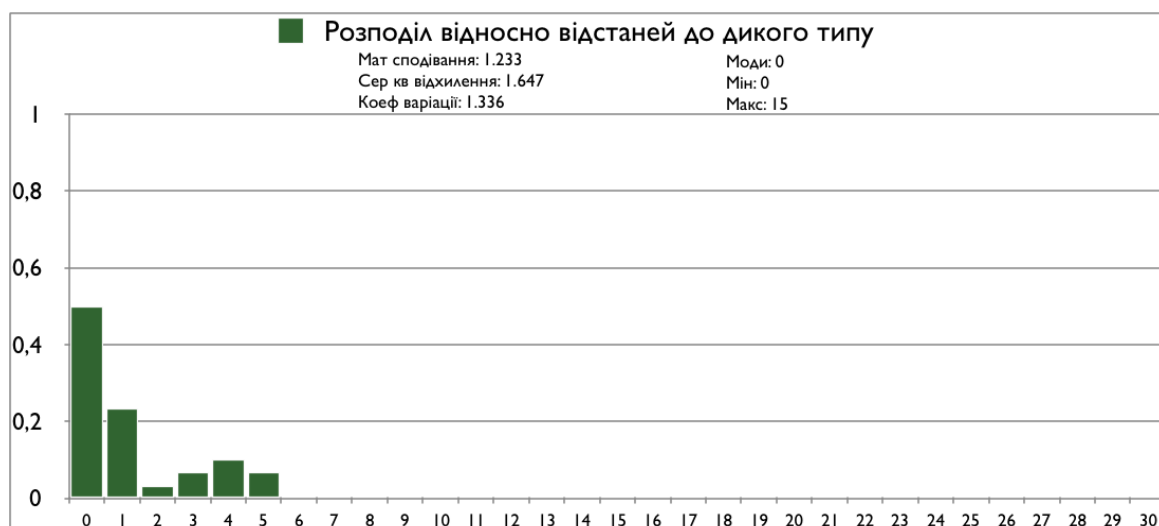 Розподіл відносно відстаней до дикого типу
Мат сподівання: 1.233
Сер кв відхилення: 1.647
Коеф варіації: 1.336
Моди: 0
Мін: 0
Макс: 15
1
0,8
0,6
0,4
0,2
0
0 1 2 3 4 5 6 7 8 9 10 11 12 13 14 15 16 17 18 19 20 21 22 23 24 25 26 27 28 29 30